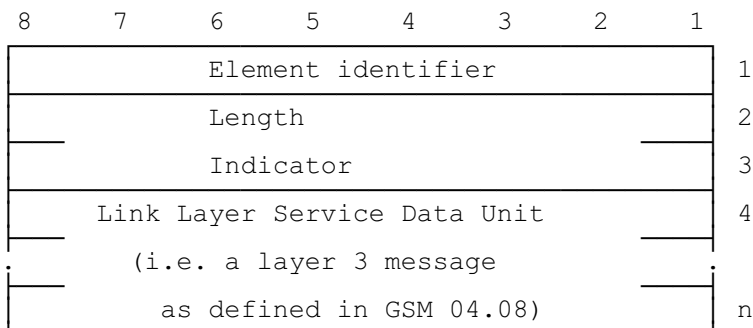 8 7 6 5 4 3 2 1
Element identifier 1
Length 2
Indicator 3
Link Layer Service Data Unit 4
(i.e. a layer 3 message
as defined in GSM 04.08) n